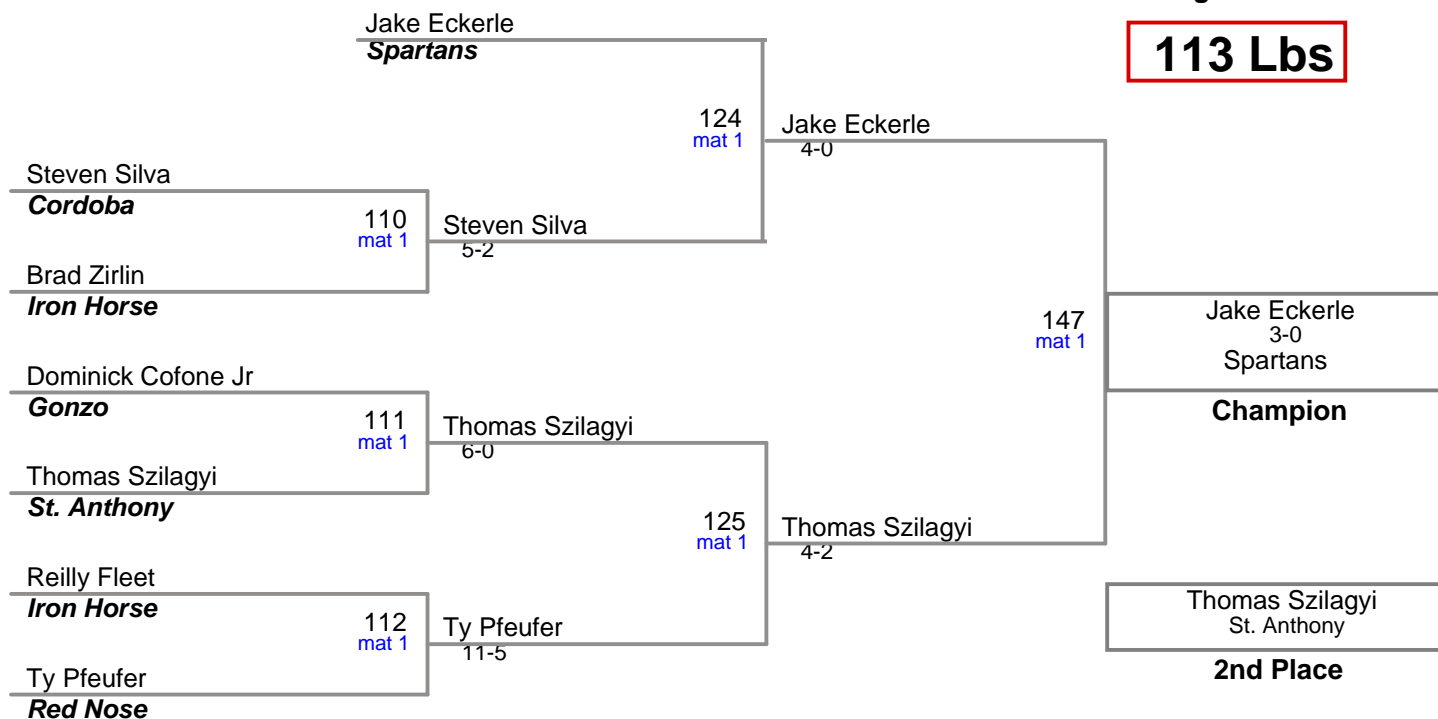 Jake Eckerle
Spartans
113 Lbs
124
mat 1
Jake Eckerle
4-0
Steven Silva
Cordoba
110
mat 1
Steven Silva
5-2
Brad Zirlin
Iron Horse
147
mat 1
Jake Eckerle
3-0
Spartans
Champion
Dominick Cofone Jr
Gonzo
111
mat 1
Thomas Szilagyi
6-0
Thomas Szilagyi
St. Anthony
125
mat 1
Thomas Szilagyi
4-2
Reilly Fleet
Iron Horse
112
mat 1
Ty Pfeufer
11-5
Ty Pfeufer
Red Nose
Thomas Szilagyi
St. Anthony
2nd Place